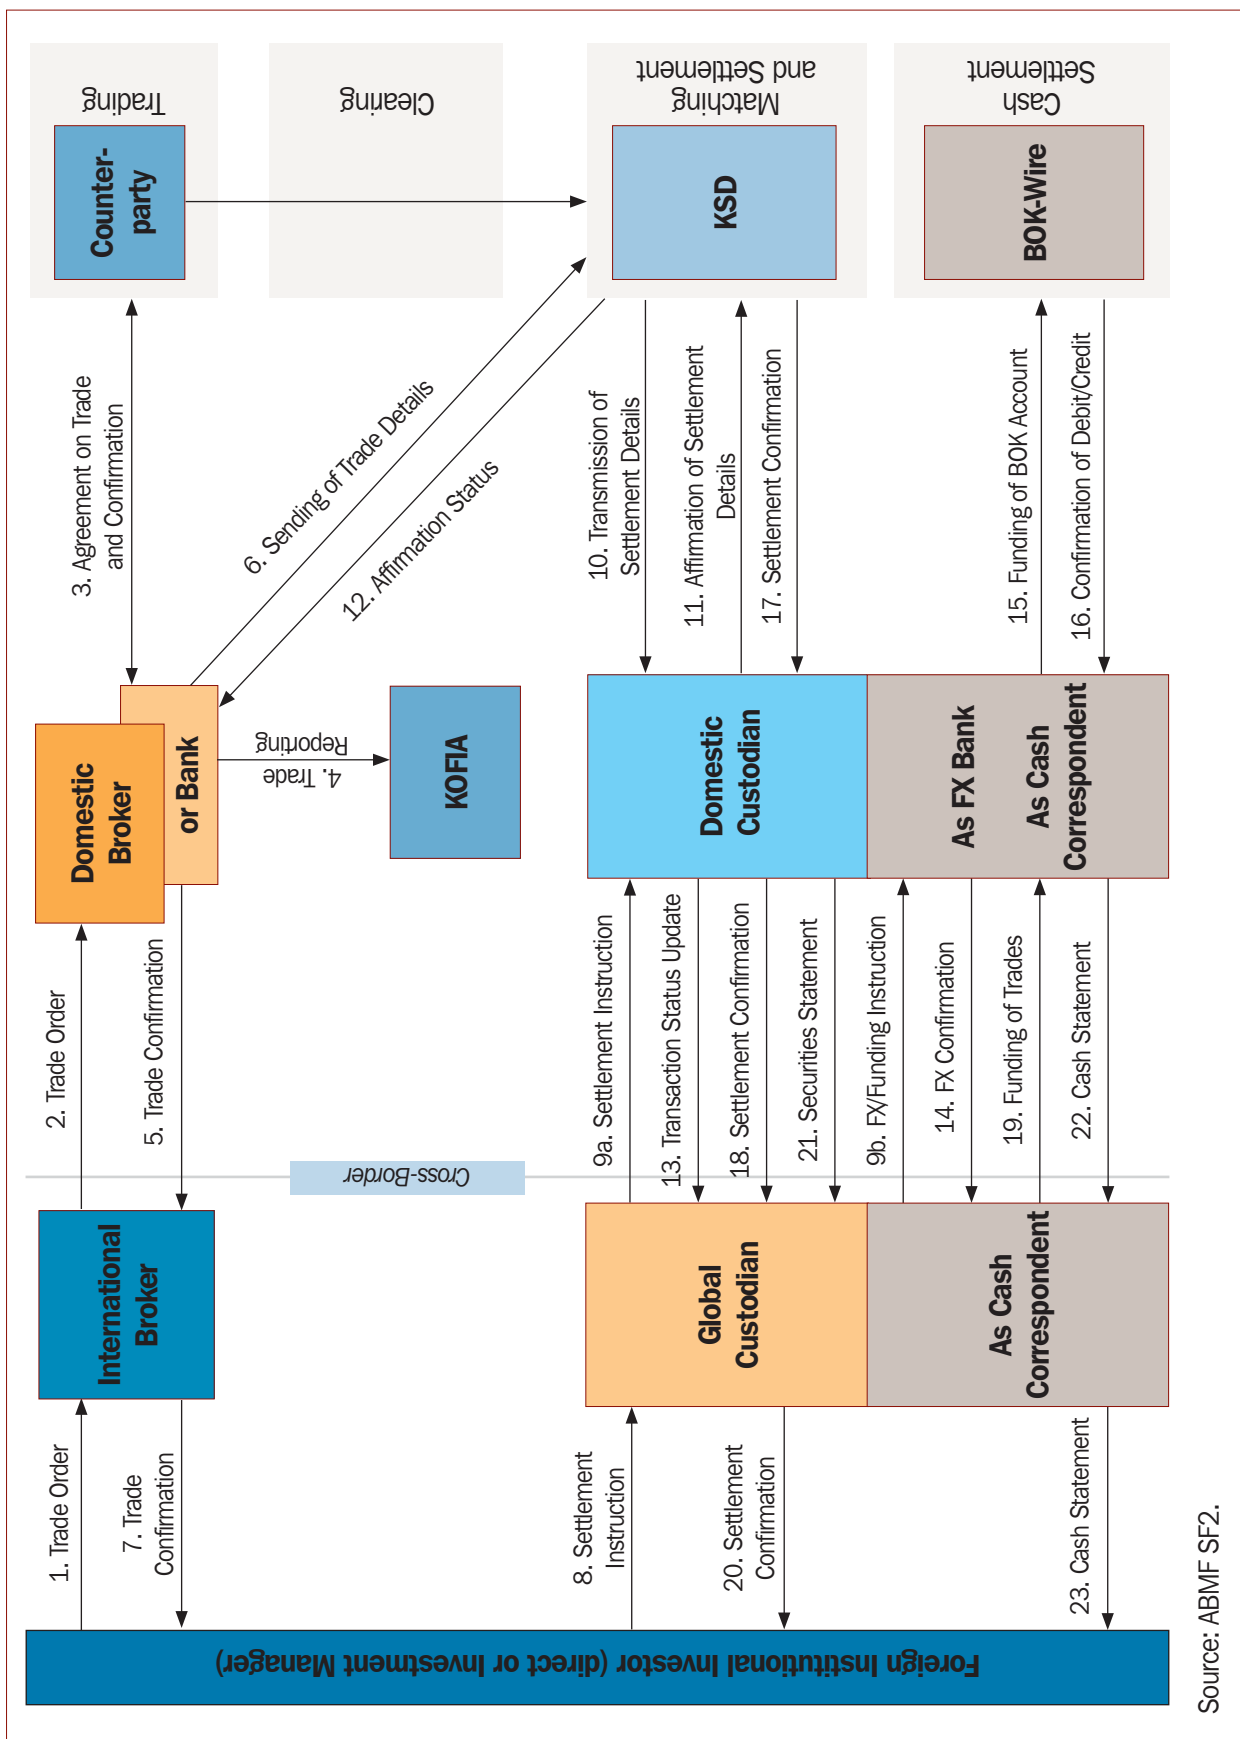 Trading
Clearing
Matching
and Settlement
Cash
Settlement
Counter-
party
KSD
BOK-Wire
3. Agreement on Trade
and Confirmation
6. Sending of Trade Details
12. Affirmation Status
10. Transmission of
Settlement Details
11. Affirmation of Settlement
Details
17. Settlement Confirmation
15. Funding of BOK Account
16. Confirmation of Debit/Credit
Domestic
Broker
or Bank
4. Trade
Reporting
KOFIA
Domestic
Custodian
As FX Bank
As Cash
Correspondent
2. Trade Order
5. Trade Confirmation
9a. Settlement Instruction
13. Transaction Status Update
18. Settlement Confirmation
21. Securities Statement
9b. FX/Funding Instruction
14. FX Confirmation
19. Funding of Trades
22. Cash Statement
Cross-Border
International
Broker
Global
Custodian
As Cash
Correspondent
1. Trade Order
7. Trade
Confirmation
8. Settlement
Instruction
20. Settlement
Confirmation
23. Cash Statement
Foreign Institutional Investor (direct or Investment Manager)
Source: ABMF SF2.